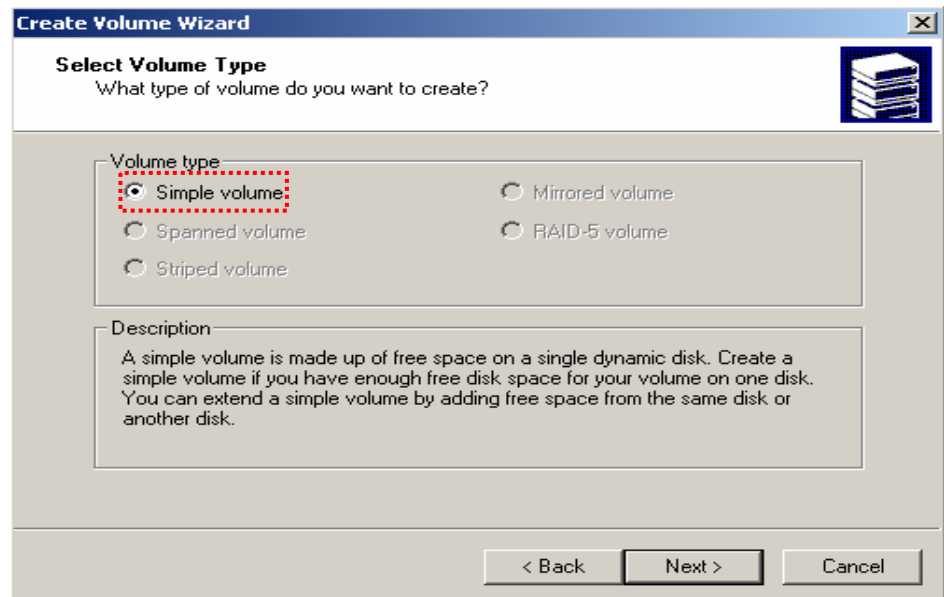 Create Volume Wizard
Select Volume Type
What type of volume do you want to create?
Volume type
Simple volume
Mirrored volume
Spanned volume
RAID-5 volume
Striped volume
Description
A simple volume is made up of free space on a single dynamic disk. Create a
simple volume if you have enough free disk space for your volume on one disk.
You can extend a simple volume by adding free space from the same disk or
another disk.
< Back
Next >
Cancel